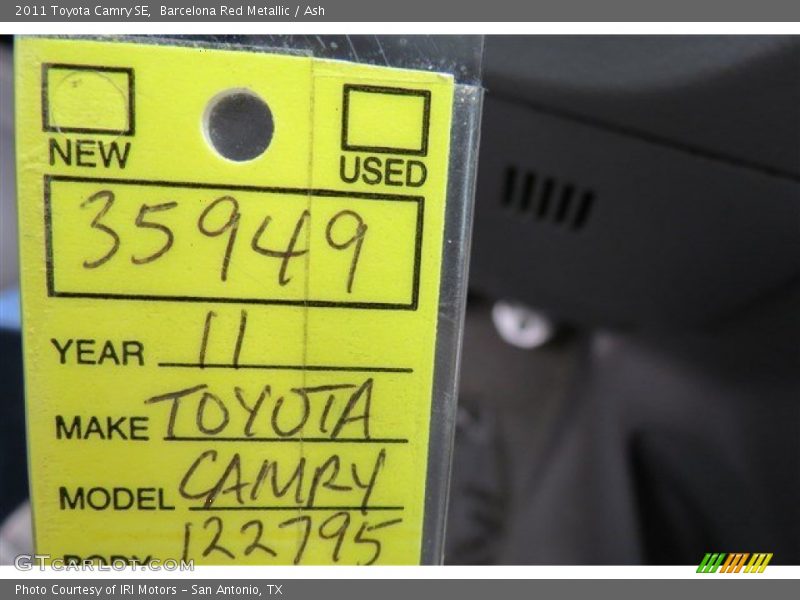 2011 Toyota Camry SE, Barcelona Red Metallic / Ash
NEW USED
35949
YEAR 11
MAKE TOYOTA
MODEL CAMRY
BODY 122795
GTcarlot.com
Photo Courtesy of IRI Motors - San Antonio, TX